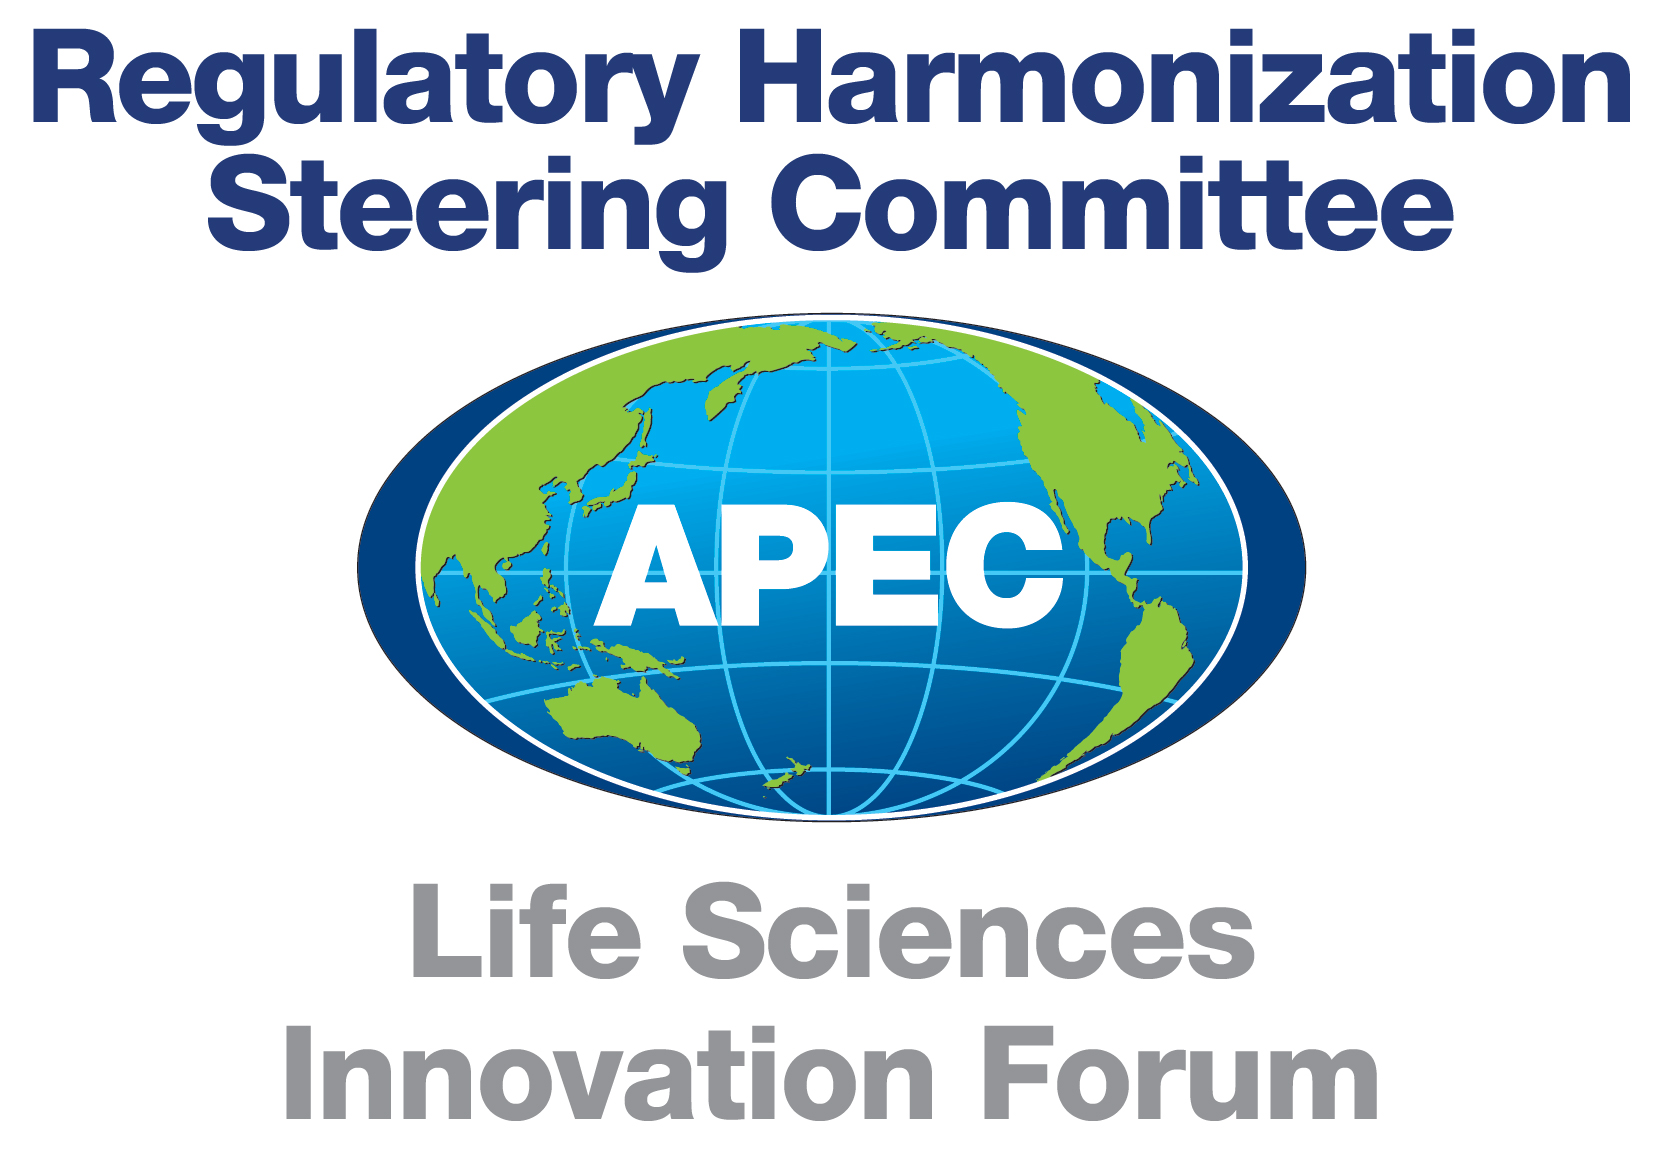 Regulatory Harmonization
Steering Committee
APEC
Life Sciences
Innovation Forum